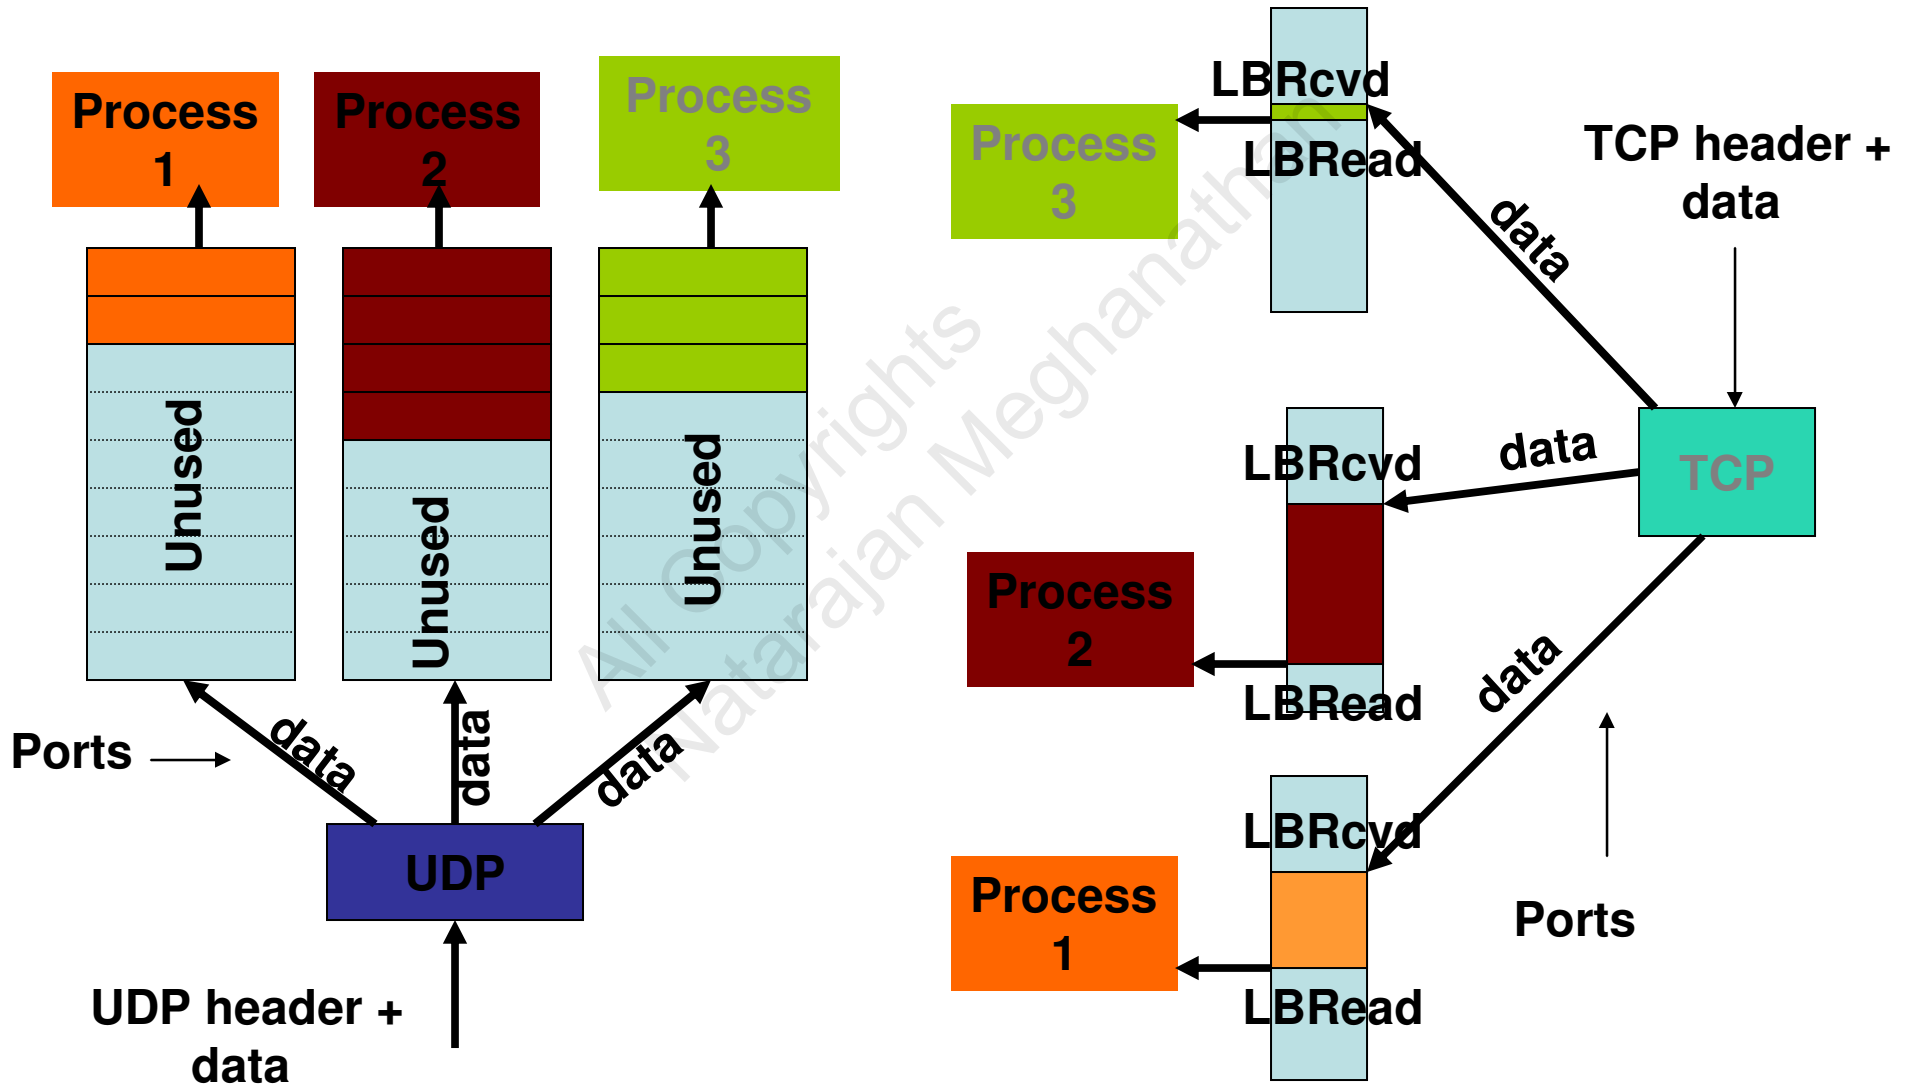 Process
1
Process
2
Process
3
Unused
Unused
Unused
Ports
data
data
data
UDP
UDP header +
data
LBRcvd
Process
3
LBRead
TCP header +
data
data
LBRcvd
data
TCP
Process
2
LBRead
data
LBRcvd
Process
1
LBRead
Ports
All Copyrights
Natarajan Meghanathan